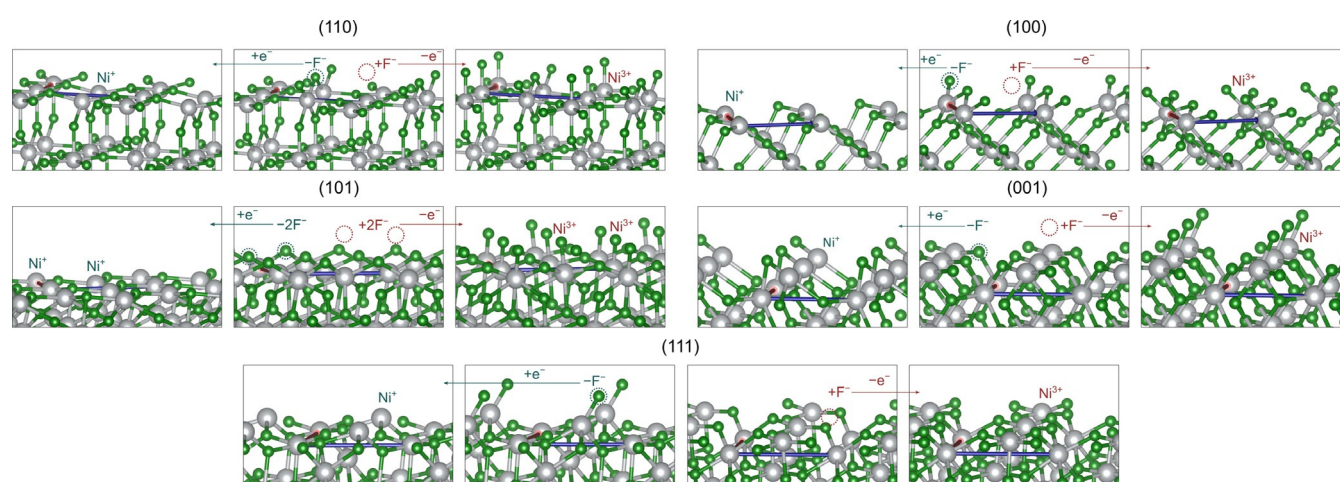 (110)
+e⁻
−F⁻
+F⁻
−e⁻
Ni⁺
Ni³⁺
(100)
+e⁻
−F⁻
+F⁻
−e⁻
Ni⁺
Ni³⁺
(101)
+e⁻
−2F⁻
+2F⁻
−e⁻
Ni⁺
Ni⁺
Ni³⁺
Ni³⁺
(001)
+e⁻
−F⁻
+F⁻
−e⁻
Ni⁺
Ni³⁺
(111)
+e⁻
−F⁻
+F⁻
−e⁻
Ni⁺
Ni³⁺